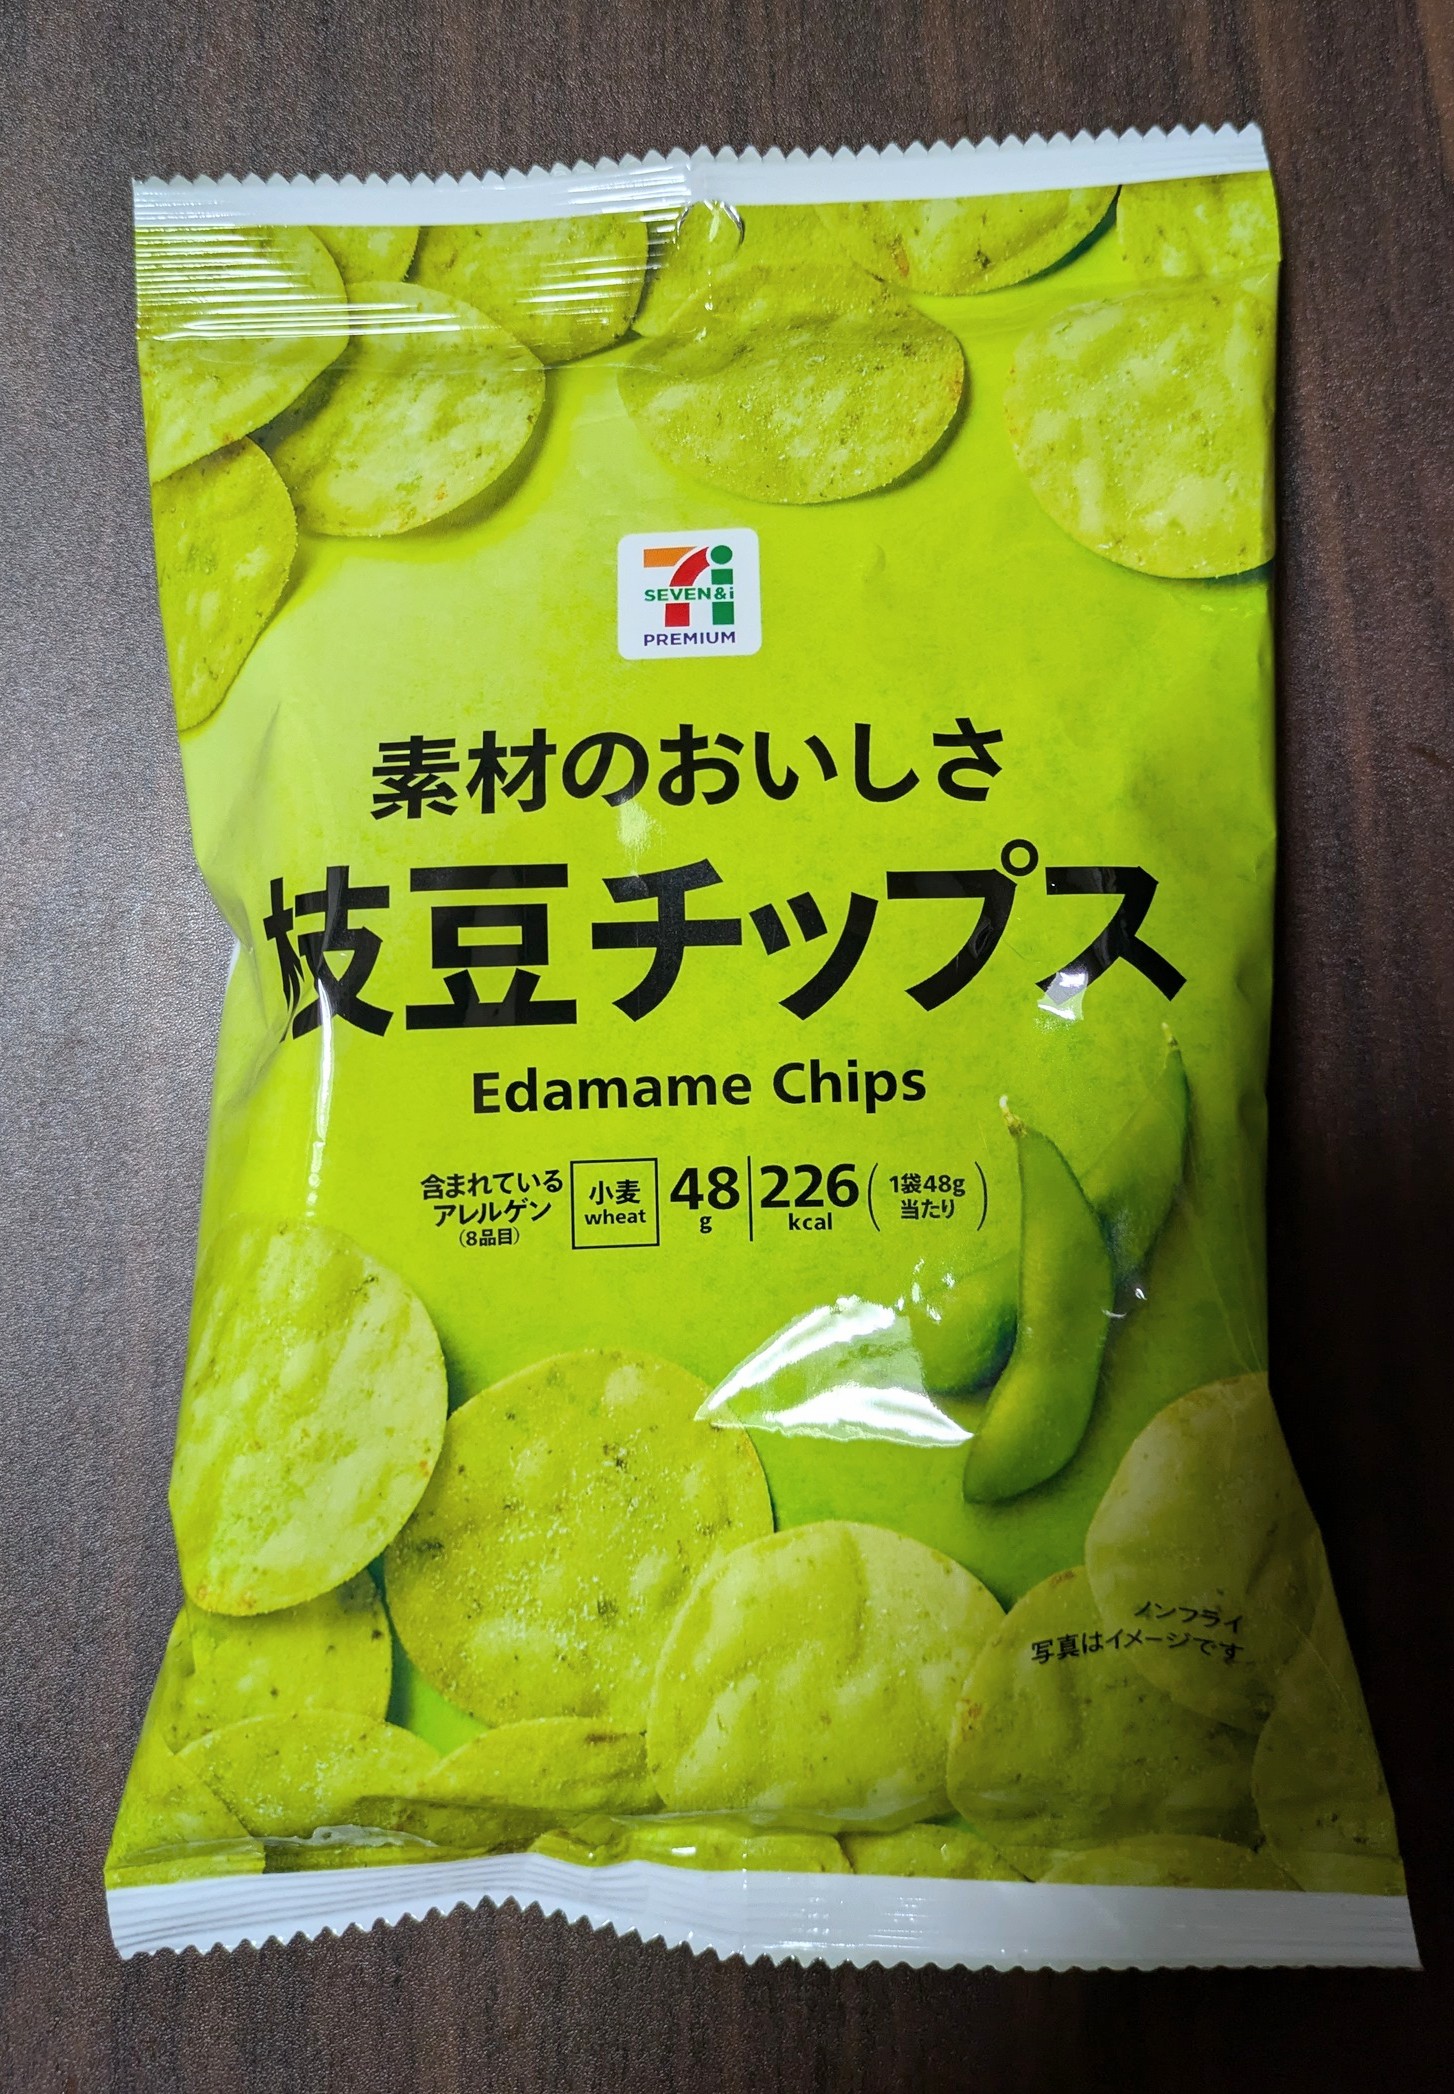 SEVEN&i
PREMIUM
素材のおいしさ
枝豆チップス
Edamame Chips
含まれている
アレルゲン
(8品目)
小麦
wheat
48
g
226
kcal
(1袋48g
当たり)
ノンフライ
写真はイメージです